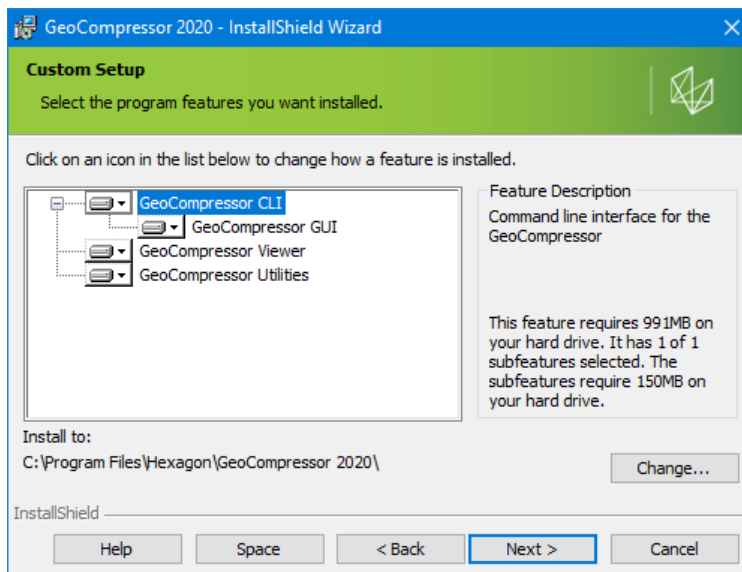 GeoCompressor 2020 - InstallShield Wizard
Custom Setup
Select the program features you want installed.
Click on an icon in the list below to change how a feature is installed.
GeoCompressor CLI
GeoCompressor GUI
GeoCompressor Viewer
GeoCompressor Utilities
Feature Description
Command line interface for the
GeoCompressor
This feature requires 991MB on
your hard drive. It has 1 of 1
subfeatures selected. The
subfeatures require 150MB on
your hard drive.
Install to:
C:\Program Files\Hexagon\GeoCompressor 2020\
Change...
InstallShield
Help
Space
< Back
Next >
Cancel